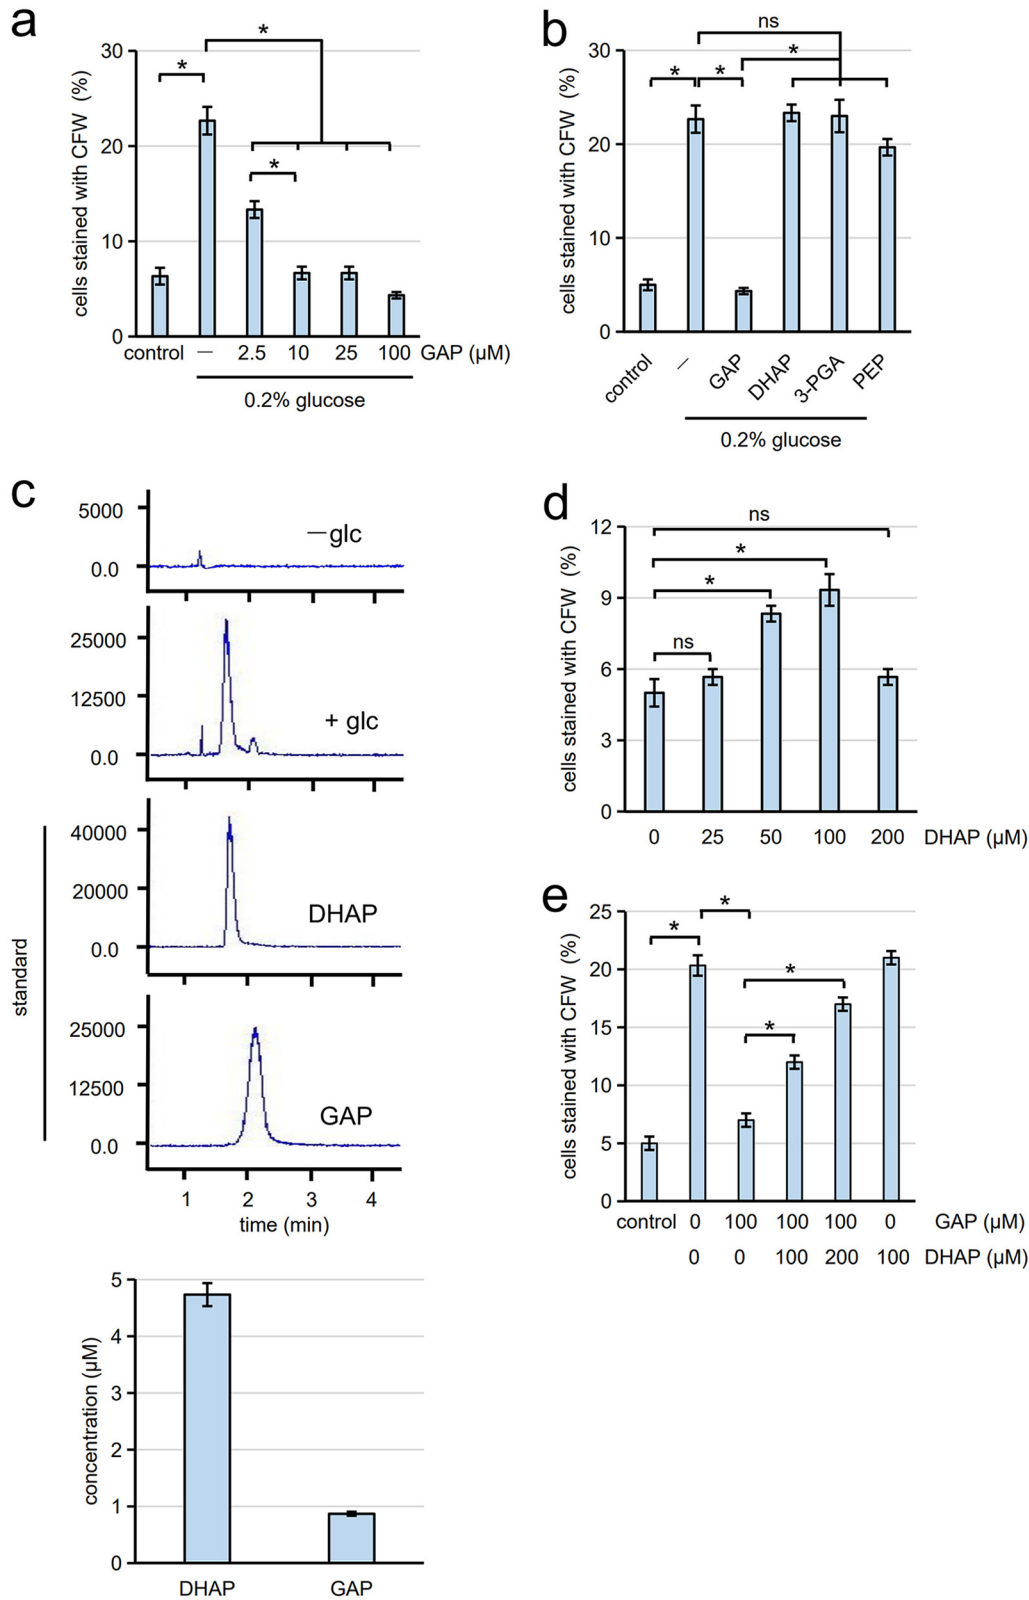 a
cells stained with CFW (%)
30
20
10
0
*
*
*
control — 2.5 10 25 100 GAP (µM)
0.2% glucose
b
cells stained with CFW (%)
30
20
10
0
ns
*
*
*
control — GAP DHAP 3-PGA PEP
0.2% glucose
c
5000
0.0
—glc
25000
12500
0.0
+ glc
standard
40000
20000
0.0
DHAP
25000
12500
0.0
GAP
1 2 3 4
time (min)
concentration (µM)
5
4
3
2
1
0
DHAP GAP
d
cells stained with CFW (%)
12
9
6
3
0
ns
*
*
ns
0 25 50 100 200 DHAP (µM)
e
cells stained with CFW (%)
25
20
15
10
5
0
*
*
*
*
control 0 100 100 100 0 GAP (µM)
0 0 100 200 100 DHAP (µM)